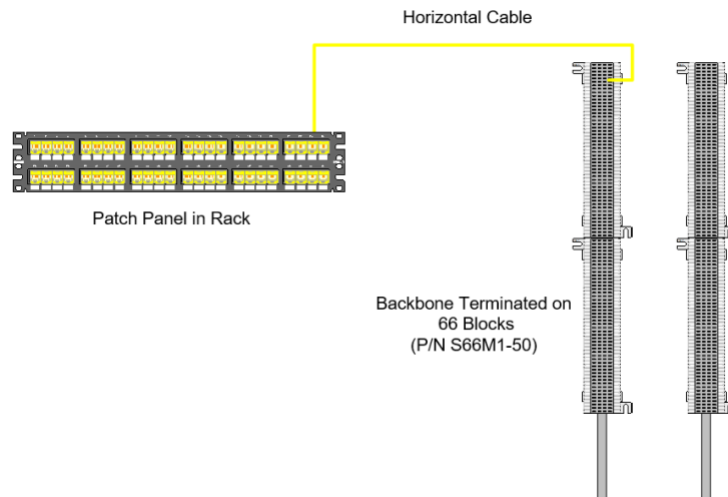 Horizontal Cable
Patch Panel in Rack
Backbone Terminated on
66 Blocks
(P/N S66M1-50)